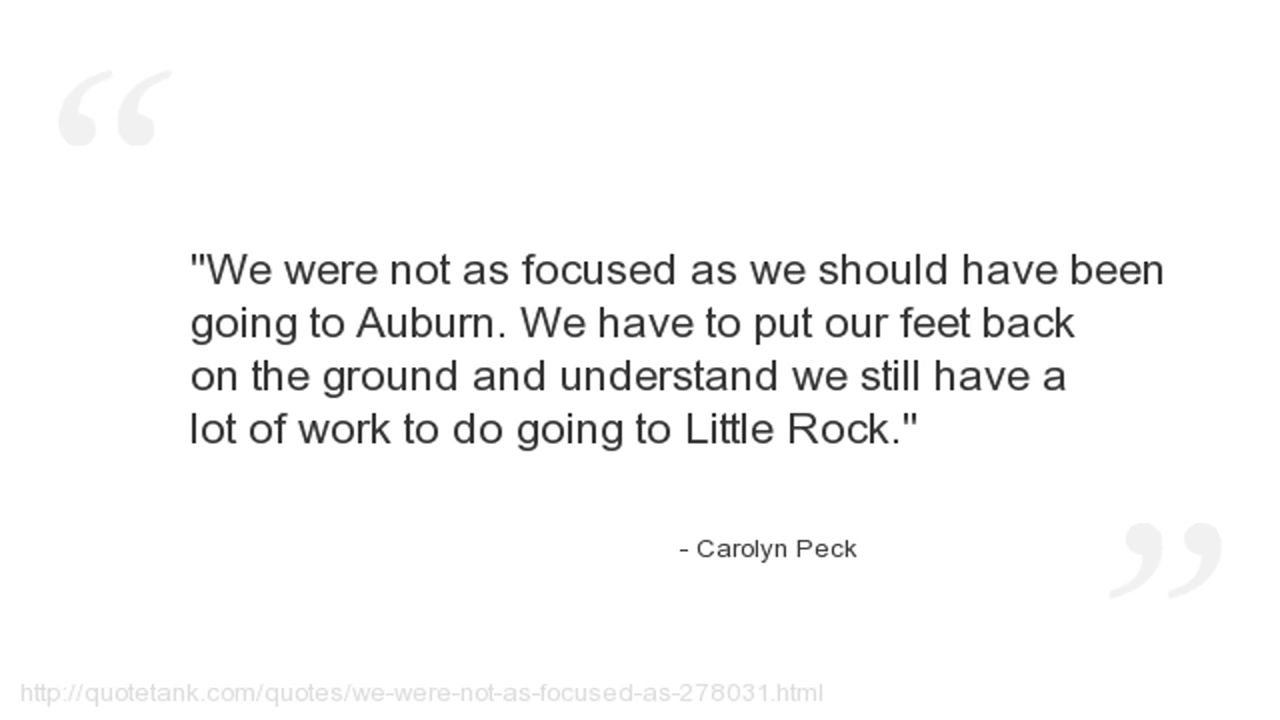 "We were not as focused as we should have been
going to Auburn. We have to put our feet back
on the ground and understand we still have a
lot of work to do going to Little Rock."
- Carolyn Peck
http://quotetank.com/quotes/we-were-not-as-focused-as-278031.html